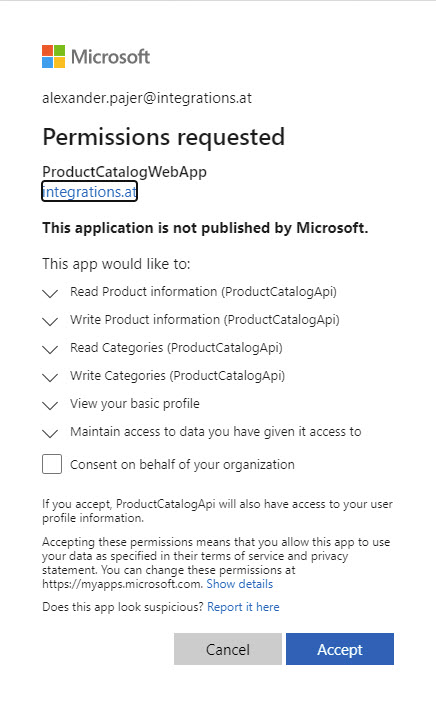 Microsoft
alexander.pajer@integrations.at
Permissions requested
ProductCatalogWebApp
integrations.at
This application is not published by Microsoft.
This app would like to:
Read Product information (ProductCatalogApi)
Write Product information (ProductCatalogApi)
Read Categories (ProductCatalogApi)
Write Categories (ProductCatalogApi)
View your basic profile
Maintain access to data you have given it access to
Consent on behalf of your organization
If you accept, ProductCatalogApi will also have access to your user
profile information.
Accepting these permissions means that you allow this app to use
your data as specified in their terms of service and privacy
statement. You can change these permissions at
https://myapps.microsoft.com. Show details
Does this app look suspicious? Report it here
Cancel Accept